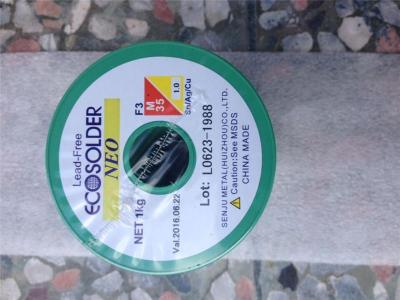 Lead-Free
ECOSOLDER
NEO
NET 1kg
Val.2016.06.22
F3
M
35
1.0
Sn/Ag/Cu
Lot: L0623-1988
SENJU METAL(HUIZHOU)CO.,LTD.
⚠ Caution:See MSDS
CHINA MADE